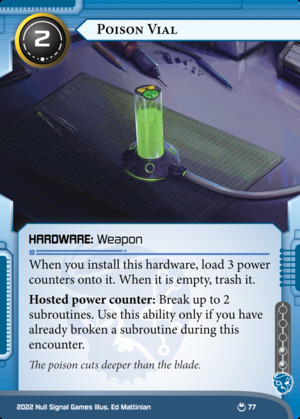 2
Poison Vial
HARDWARE: Weapon
When you install this hardware, load 3 power
counters onto it. When it is empty, trash it.
Hosted power counter: Break up to 2
subroutines. Use this ability only if you have
already broken a subroutine during this
encounter.
The poison cuts deeper than the blade.
2022 Null Signal Games Illus. Ed Mattinian
77